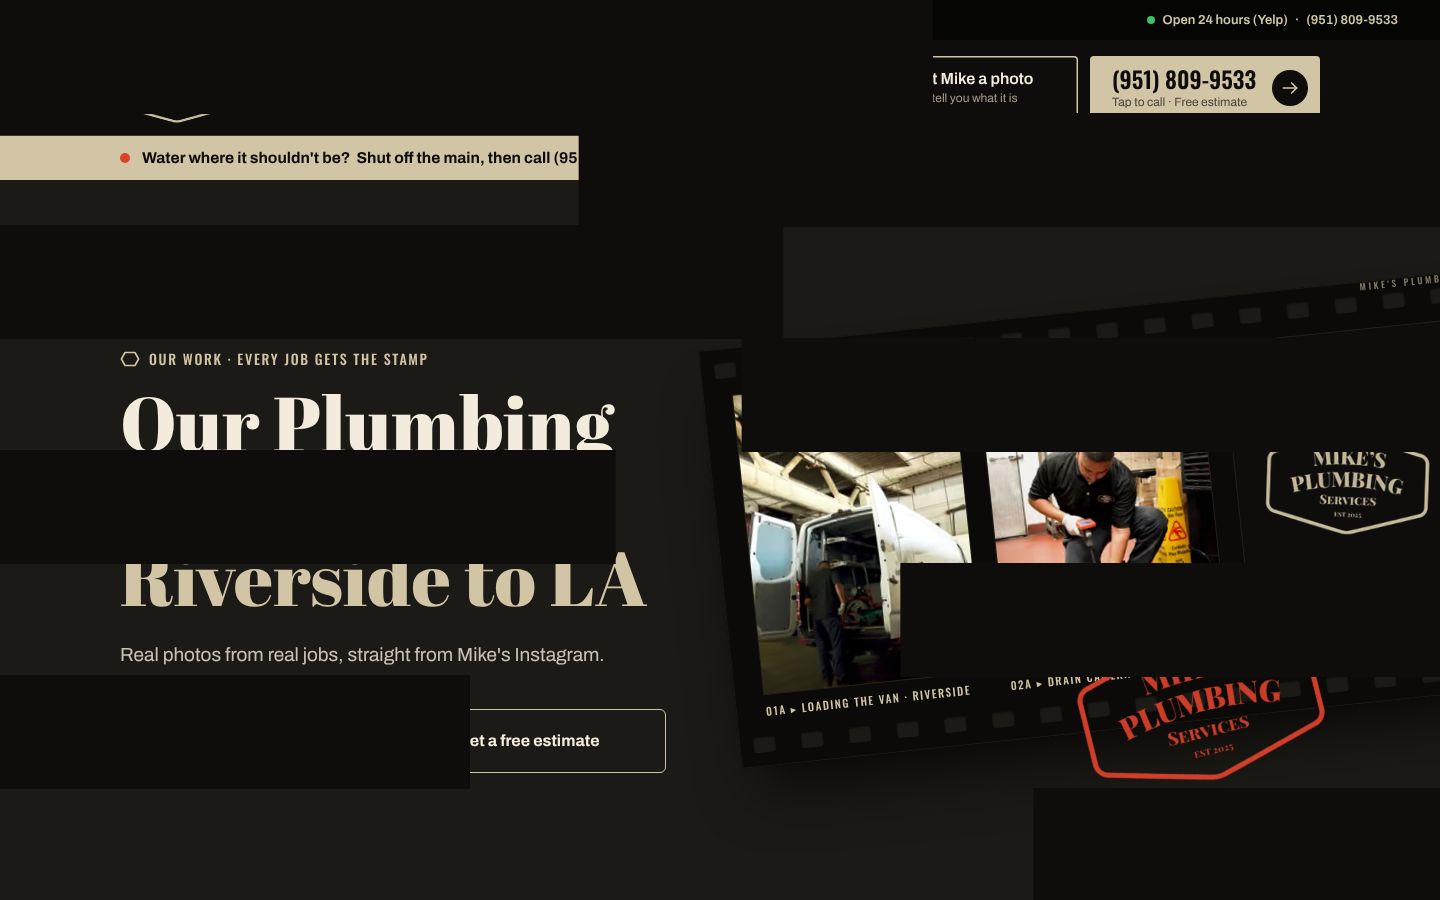 Open 24 hours (Yelp) · (951) 809-9533
t Mike a photo
tell you what it is
(951) 809-9533
Tap to call · Free estimate
Water where it shouldn't be? Shut off the main, then call (95
MIKE'S PLUMB
OUR WORK · EVERY JOB GETS THE STAMP
Our Plumbing
Riverside to LA
Real photos from real jobs, straight from Mike's Instagram.
et a free estimate
MIKE'S
PLUMBING
SERVICES
EST 2025
01A ▸ LOADING THE VAN · RIVERSIDE
02A ▸ DRAIN CAMERA
PLUMBING
SERVICES
EST 2025